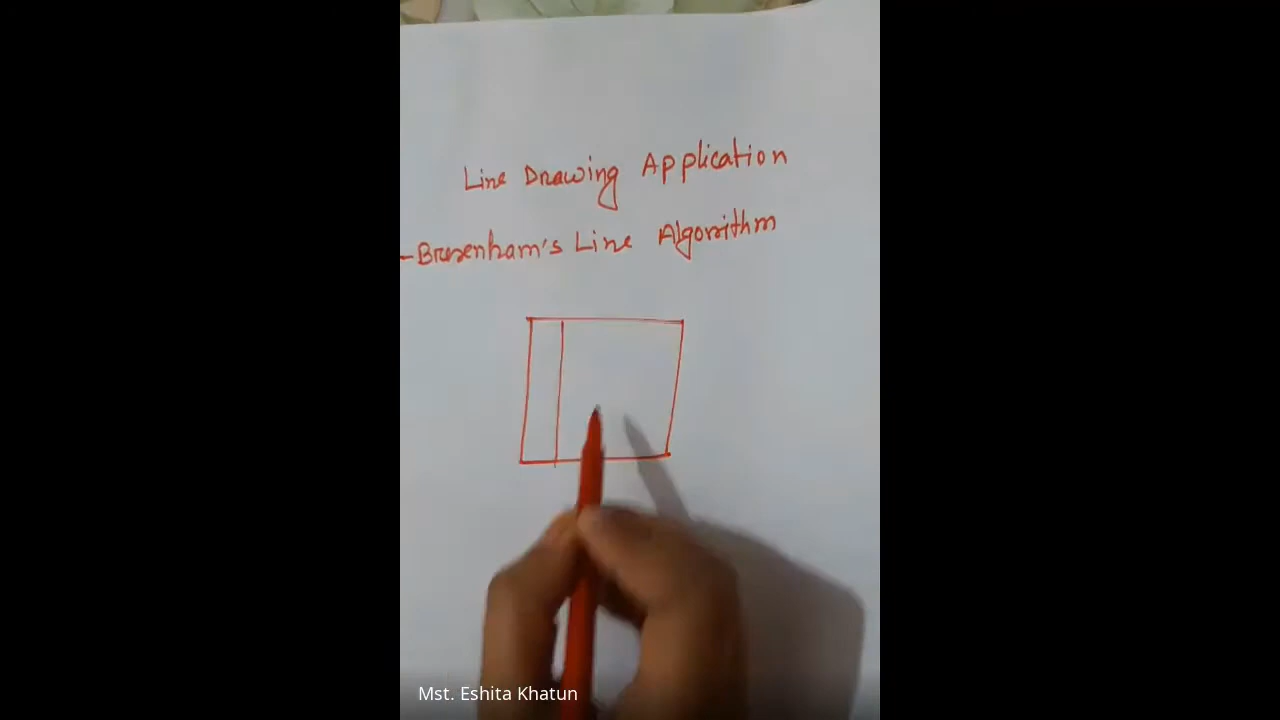 Line Drawing Application
-Bresenham's Line Algorithm
Mst. Eshita Khatun